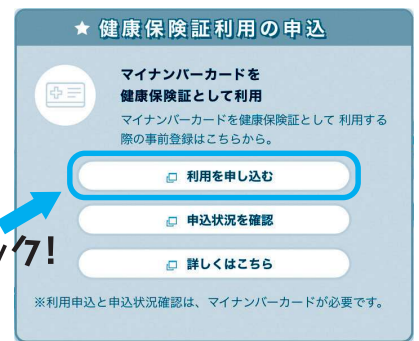 ★ 健康保険証利用の申込
マイナンバーカードを
健康保険証として利用
マイナンバーカードを健康保険証として 利用する
際の事前登録はこちらから。
利用を申し込む
申込状況を確認
ック!
詳しくはこちら
※利用申込と申込状況確認は、マイナンバーカードが必要です。